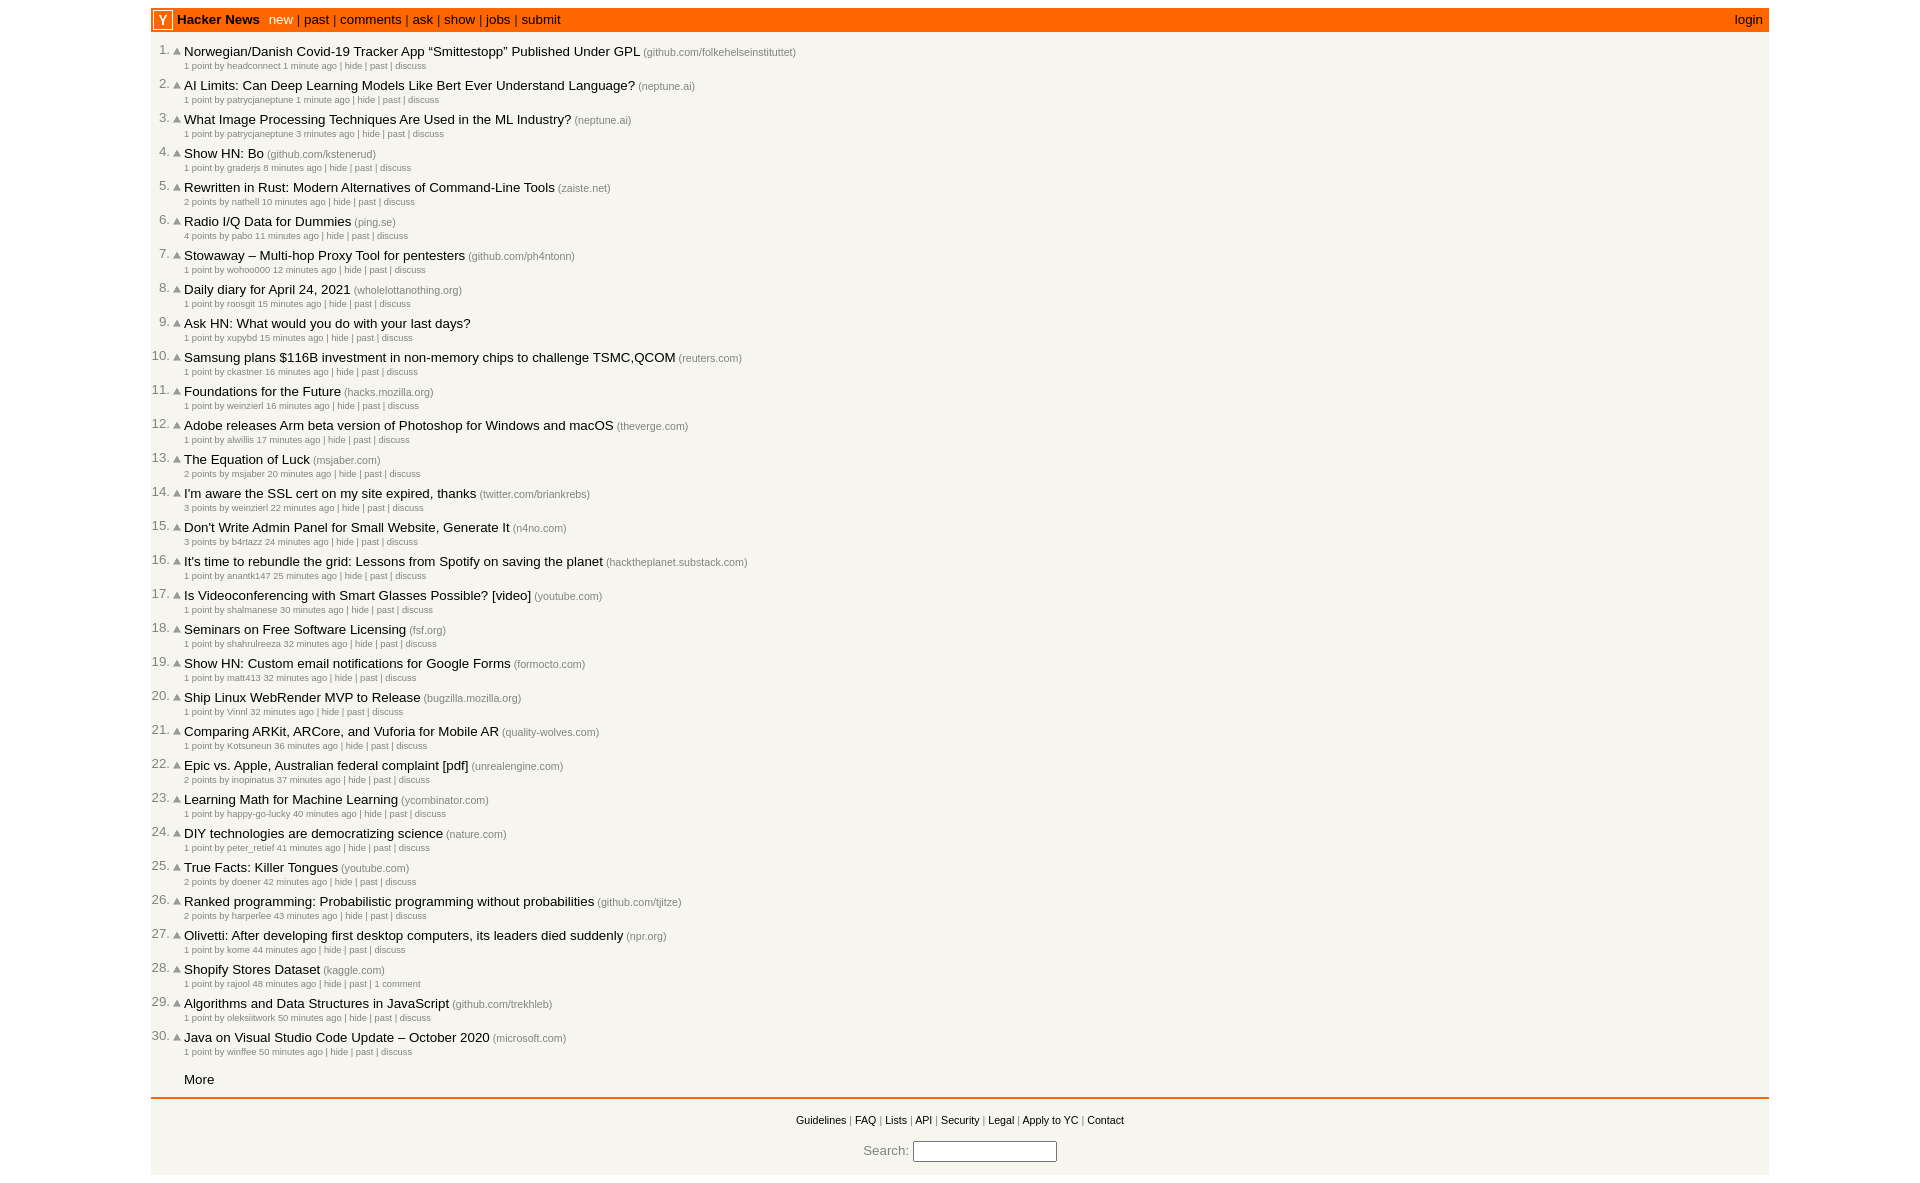 Y Hacker News new | past | comments | ask | show | jobs | submit login
1. Norwegian/Danish Covid-19 Tracker App “Smittestopp” Published Under GPL (github.com/folkehelseinstituttet)
1 point by headconnect 1 minute ago | hide | past | discuss
2. AI Limits: Can Deep Learning Models Like Bert Ever Understand Language? (neptune.ai)
1 point by patrycjaneptune 1 minute ago | hide | past | discuss
3. What Image Processing Techniques Are Used in the ML Industry? (neptune.ai)
1 point by patrycjaneptune 3 minutes ago | hide | past | discuss
4. Show HN: Bo (github.com/kstenerud)
1 point by graderjs 8 minutes ago | hide | past | discuss
5. Rewritten in Rust: Modern Alternatives of Command-Line Tools (zaiste.net)
2 points by nathell 10 minutes ago | hide | past | discuss
6. Radio I/Q Data for Dummies (ping.se)
4 points by pabo 11 minutes ago | hide | past | discuss
7. Stowaway – Multi-hop Proxy Tool for pentesters (github.com/ph4ntonn)
1 point by wohoo000 12 minutes ago | hide | past | discuss
8. Daily diary for April 24, 2021 (wholelottanothing.org)
1 point by roosgit 15 minutes ago | hide | past | discuss
9. Ask HN: What would you do with your last days?
1 point by xupybd 15 minutes ago | hide | past | discuss
10. Samsung plans $116B investment in non-memory chips to challenge TSMC,QCOM (reuters.com)
1 point by ckastner 16 minutes ago | hide | past | discuss
11. Foundations for the Future (hacks.mozilla.org)
1 point by weinzierl 16 minutes ago | hide | past | discuss
12. Adobe releases Arm beta version of Photoshop for Windows and macOS (theverge.com)
1 point by alwillis 17 minutes ago | hide | past | discuss
13. The Equation of Luck (msjaber.com)
2 points by msjaber 20 minutes ago | hide | past | discuss
14. I'm aware the SSL cert on my site expired, thanks (twitter.com/briankrebs)
3 points by weinzierl 22 minutes ago | hide | past | discuss
15. Don't Write Admin Panel for Small Website, Generate It (n4no.com)
3 points by b4rtazz 24 minutes ago | hide | past | discuss
16. It's time to rebundle the grid: Lessons from Spotify on saving the planet (hacktheplanet.substack.com)
1 point by anantk147 25 minutes ago | hide | past | discuss
17. Is Videoconferencing with Smart Glasses Possible? [video] (youtube.com)
1 point by shalmanese 30 minutes ago | hide | past | discuss
18. Seminars on Free Software Licensing (fsf.org)
1 point by shahrulreeza 32 minutes ago | hide | past | discuss
19. Show HN: Custom email notifications for Google Forms (formocto.com)
1 point by matt413 32 minutes ago | hide | past | discuss
20. Ship Linux WebRender MVP to Release (bugzilla.mozilla.org)
1 point by Vinnl 32 minutes ago | hide | past | discuss
21. Comparing ARKit, ARCore, and Vuforia for Mobile AR (quality-wolves.com)
1 point by Kotsuneun 36 minutes ago | hide | past | discuss
22. Epic vs. Apple, Australian federal complaint [pdf] (unrealengine.com)
2 points by inopinatus 37 minutes ago | hide | past | discuss
23. Learning Math for Machine Learning (ycombinator.com)
1 point by happy-go-lucky 40 minutes ago | hide | past | discuss
24. DIY technologies are democratizing science (nature.com)
1 point by peter_retief 41 minutes ago | hide | past | discuss
25. True Facts: Killer Tongues (youtube.com)
2 points by doener 42 minutes ago | hide | past | discuss
26. Ranked programming: Probabilistic programming without probabilities (github.com/tjitze)
2 points by harperlee 43 minutes ago | hide | past | discuss
27. Olivetti: After developing first desktop computers, its leaders died suddenly (npr.org)
1 point by kome 44 minutes ago | hide | past | discuss
28. Shopify Stores Dataset (kaggle.com)
1 point by rajool 48 minutes ago | hide | past | 1 comment
29. Algorithms and Data Structures in JavaScript (github.com/trekhleb)
1 point by oleksiitwork 50 minutes ago | hide | past | discuss
30. Java on Visual Studio Code Update – October 2020 (microsoft.com)
1 point by winffee 50 minutes ago | hide | past | discuss
More
Guidelines | FAQ | Lists | API | Security | Legal | Apply to YC | Contact
Search: